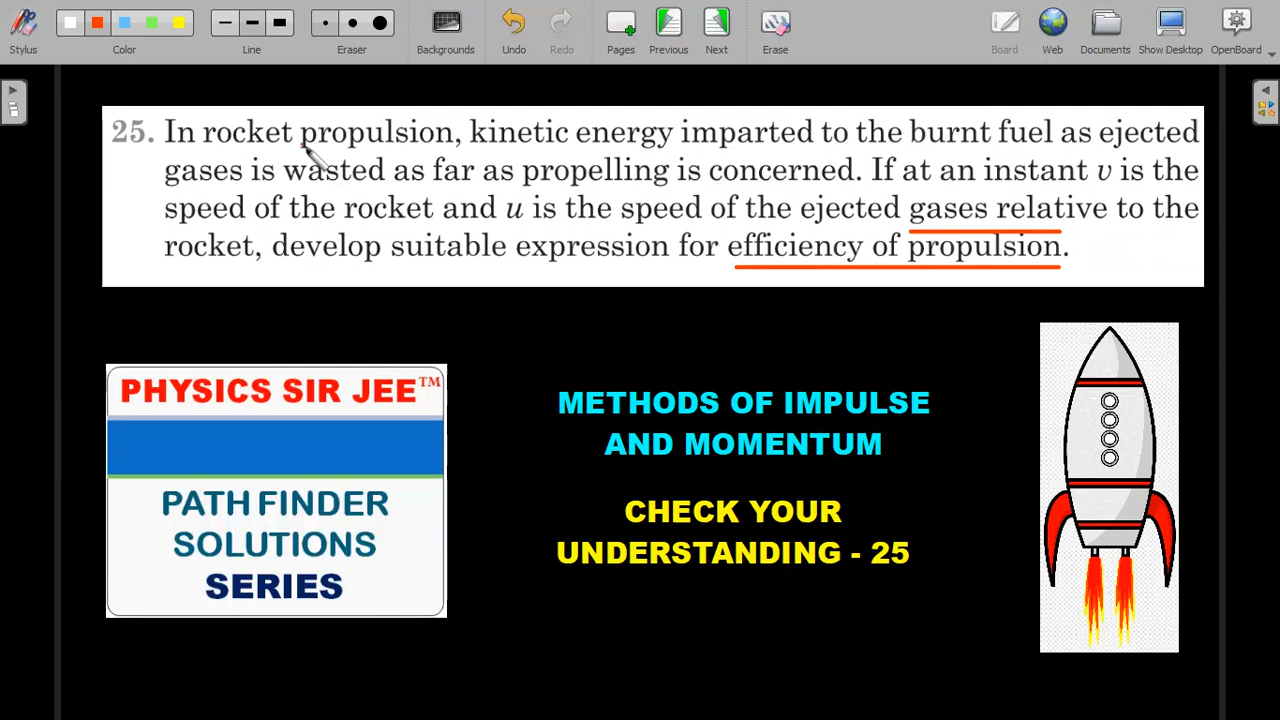 Stylus
Color
Line
Eraser
Backgrounds
Undo
Redo
Pages
Previous
Next
Erase
Board
Web
Documents
Show Desktop
OpenBoard
25. In rocket propulsion, kinetic energy imparted to the burnt fuel as ejected
gases is wasted as far as propelling is concerned. If at an instant v is the
speed of the rocket and u is the speed of the ejected gases relative to the
rocket, develop suitable expression for efficiency of propulsion.
PHYSICS SIR JEE™
PATH FINDER
SOLUTIONS
SERIES
METHODS OF IMPULSE
AND MOMENTUM
CHECK YOUR
UNDERSTANDING - 25